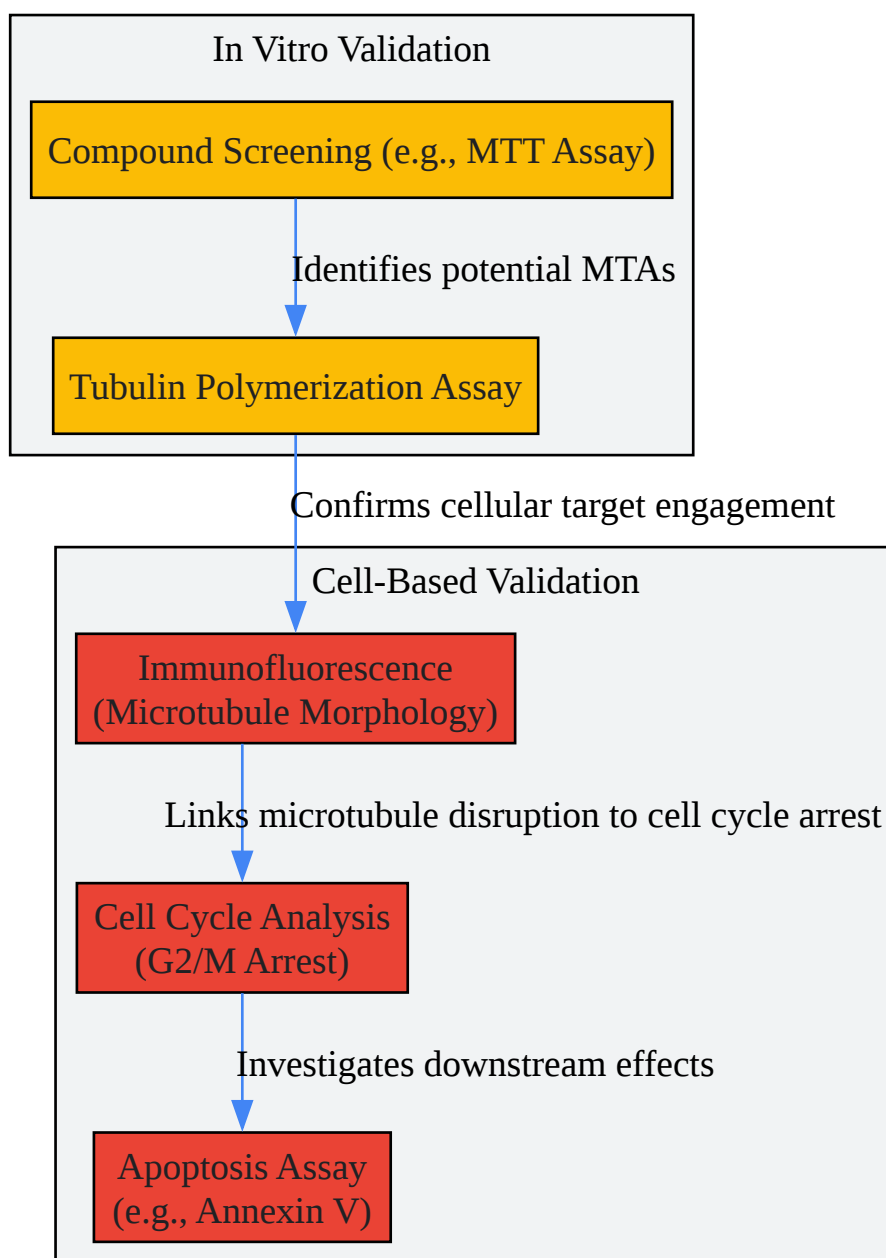 In Vitro Validation
Compound Screening (e.g., MTT Assay)
Identifies potential MTAs
Tubulin Polymerization Assay
Confirms cellular target engagement
Cell-Based Validation
Immunofluorescence
(Microtubule Morphology)
Links microtubule disruption to cell cycle arrest
Cell Cycle Analysis
(G2/M Arrest)
Investigates downstream effects
Apoptosis Assay
(e.g., Annexin V)